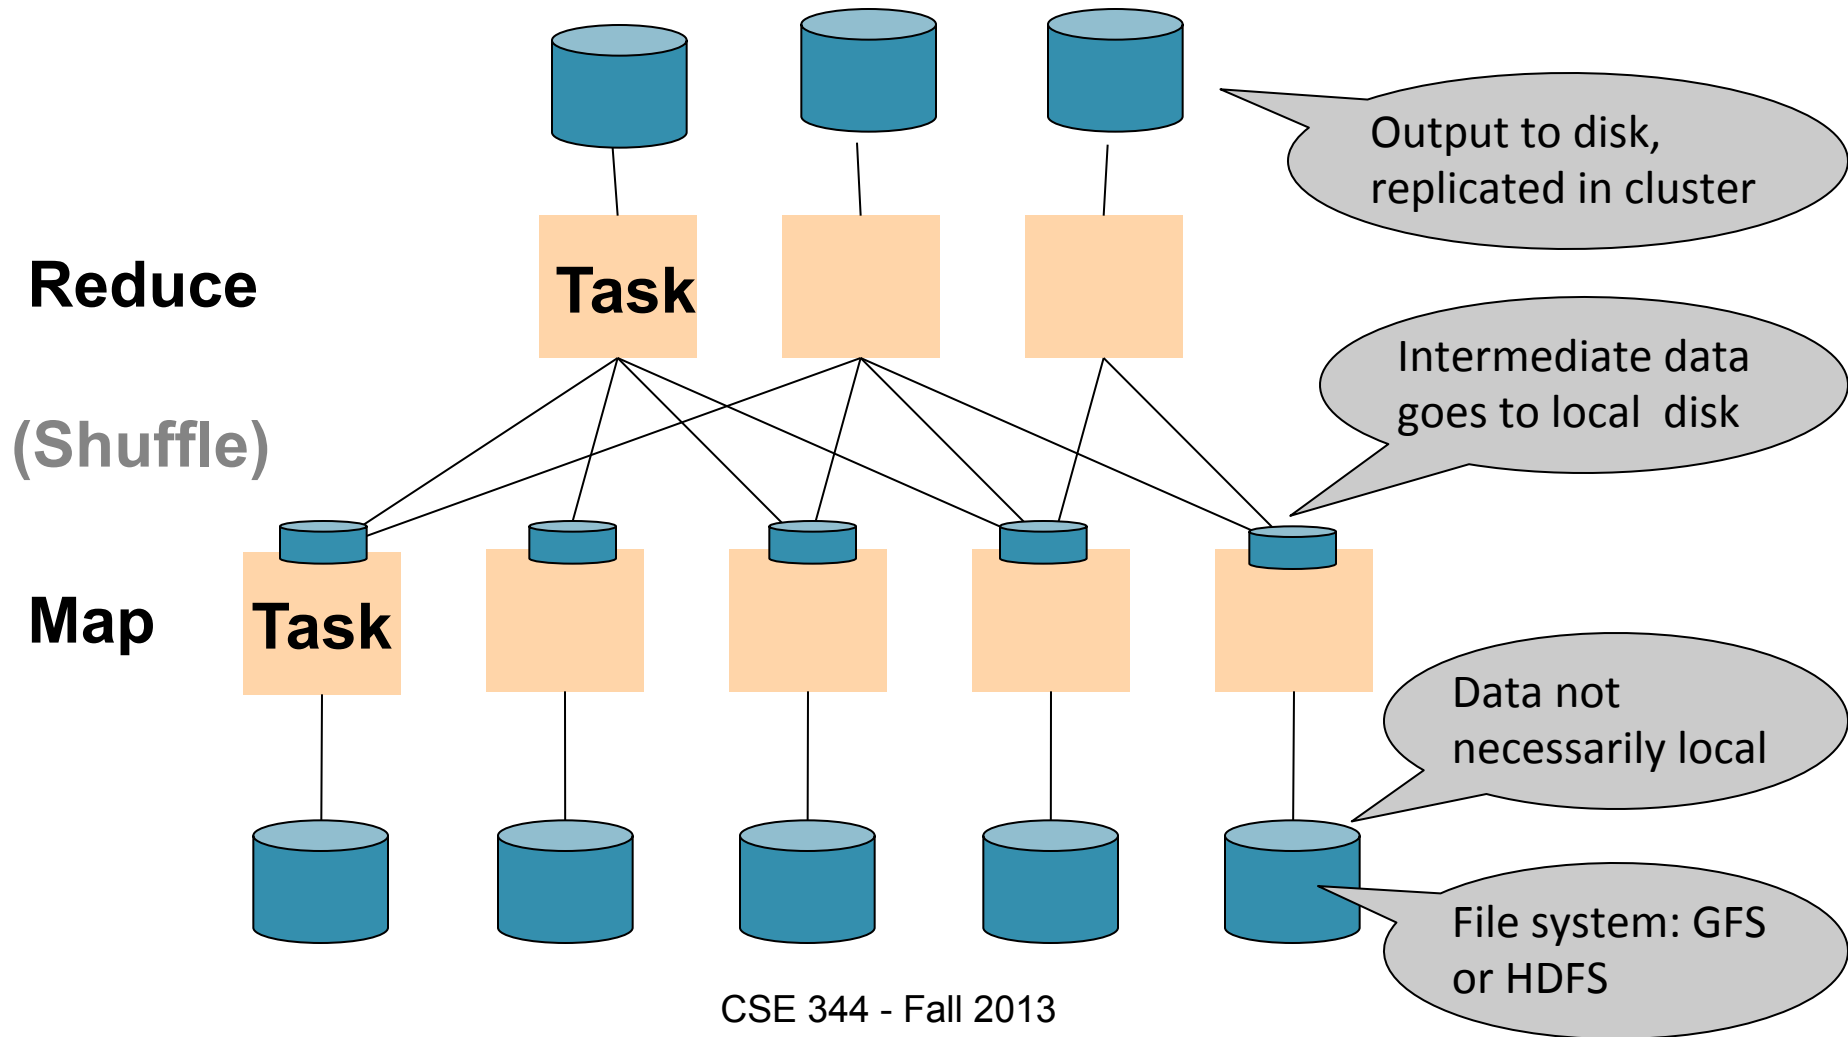 Output to disk,
replicated in cluster
Reduce
Task
Intermediate data
goes to local  disk
(Shuffle)
Map
Task
Data not
necessarily local
File system: GFS
or HDFS
CSE 344 - Fall 2013